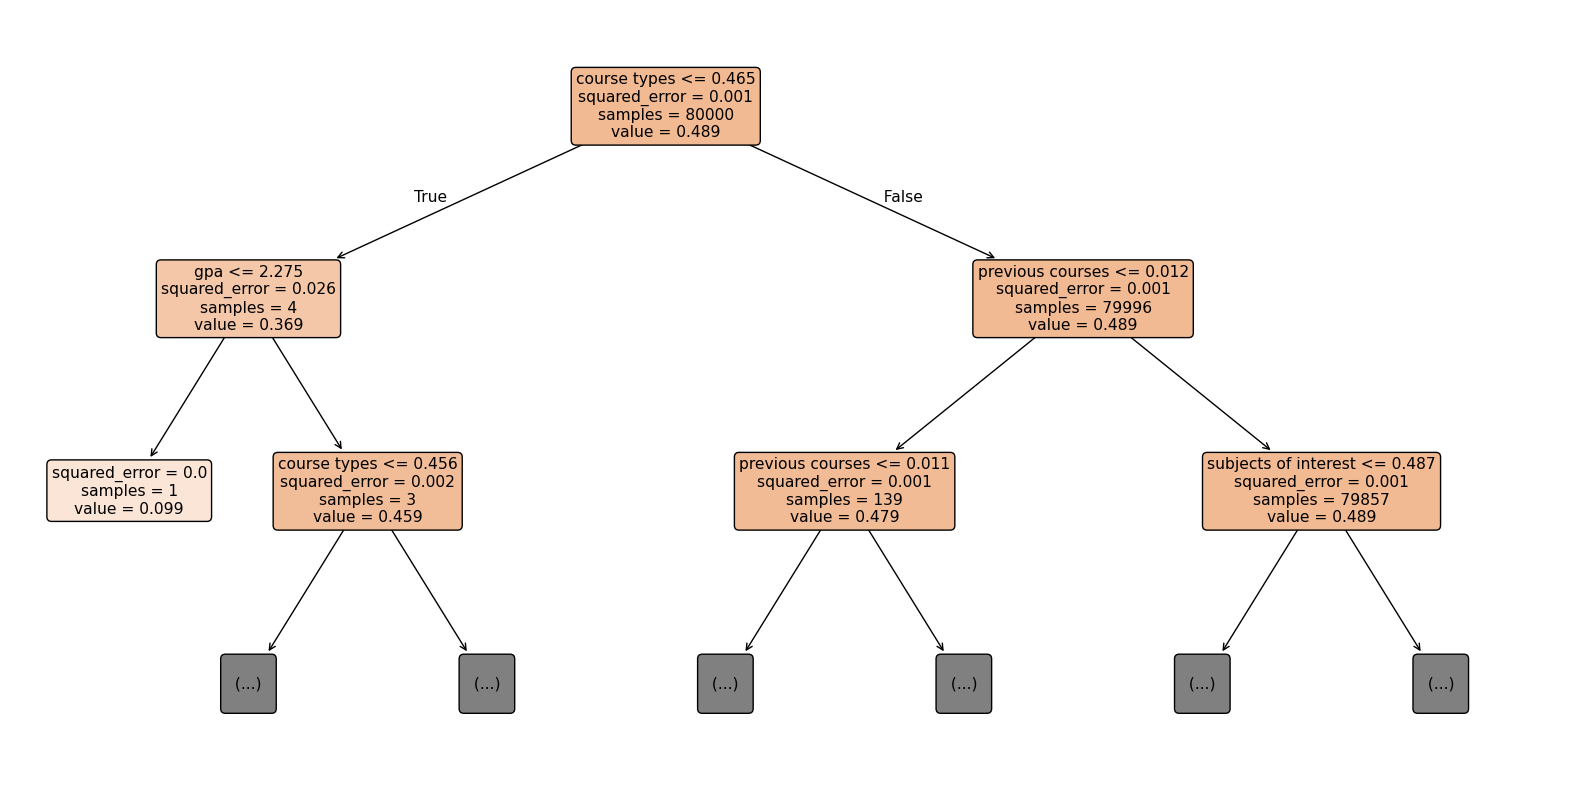 course types <= 0.465
squared_error = 0.001
samples = 80000
value = 0.489
True
False
gpa <= 2.275
squared_error = 0.026
samples = 4
value = 0.369
previous courses <= 0.012
squared_error = 0.001
samples = 79996
value = 0.489
squared_error = 0.0
samples = 1
value = 0.099
course types <= 0.456
squared_error = 0.002
samples = 3
value = 0.459
previous courses <= 0.011
squared_error = 0.001
samples = 139
value = 0.479
subjects of interest <= 0.487
squared_error = 0.001
samples = 79857
value = 0.489
(...)
(...)
(...)
(...)
(...)
(...)